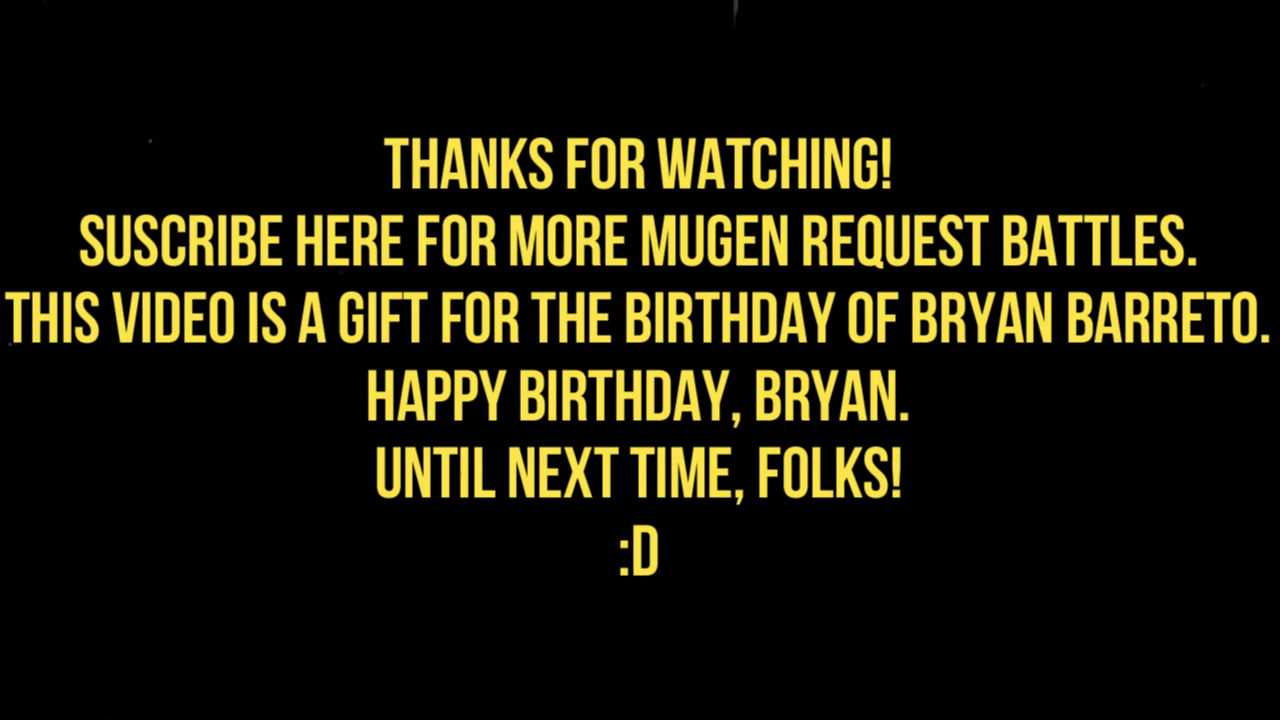 THANKS FOR WATCHING!
SUSCRIBE HERE FOR MORE MUGEN REQUEST BATTLES.
THIS VIDEO IS A GIFT FOR THE BIRTHDAY OF BRYAN BARRETO.
HAPPY BIRTHDAY, BRYAN.
UNTIL NEXT TIME, FOLKS!
:D